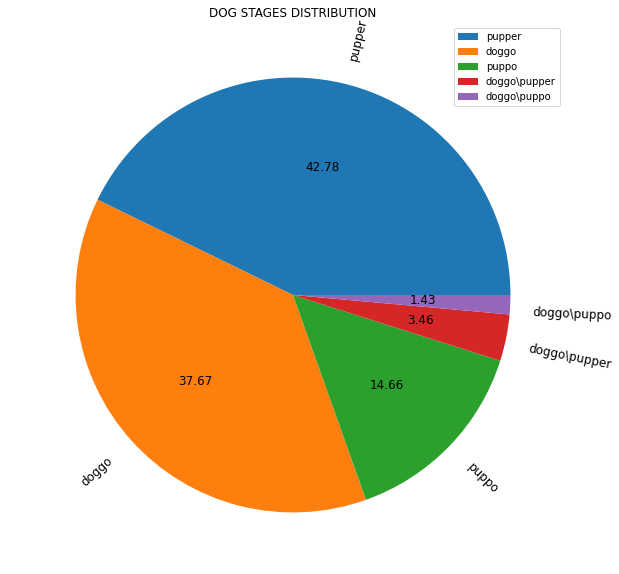 DOG STAGES DISTRIBUTION
pupper
pupper
doggo
puppo
doggo\pupper
doggo\puppo
42.78
1.43
doggo\puppo
3.46
doggo\pupper
37.67
14.66
doggo
puppo